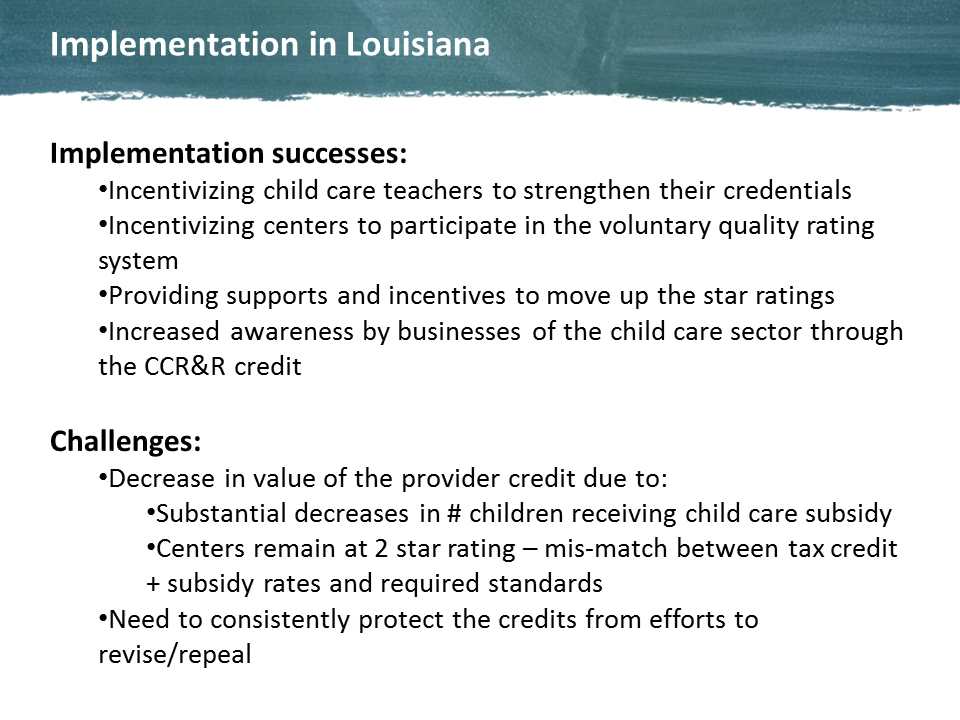 Implementation in Louisiana
Implementation successes:
•Incentivizing child care teachers to strengthen their credentials
•Incentivizing centers to participate in the voluntary quality rating
system
•Providing supports and incentives to move up the star ratings
•Increased awareness by businesses of the child care sector through
the CCR&R credit
Challenges:
•Decrease in value of the provider credit due to:
•Substantial decreases in # children receiving child care subsidy
•Centers remain at 2 star rating – mis-match between tax credit
+ subsidy rates and required standards
•Need to consistently protect the credits from efforts to
revise/repeal